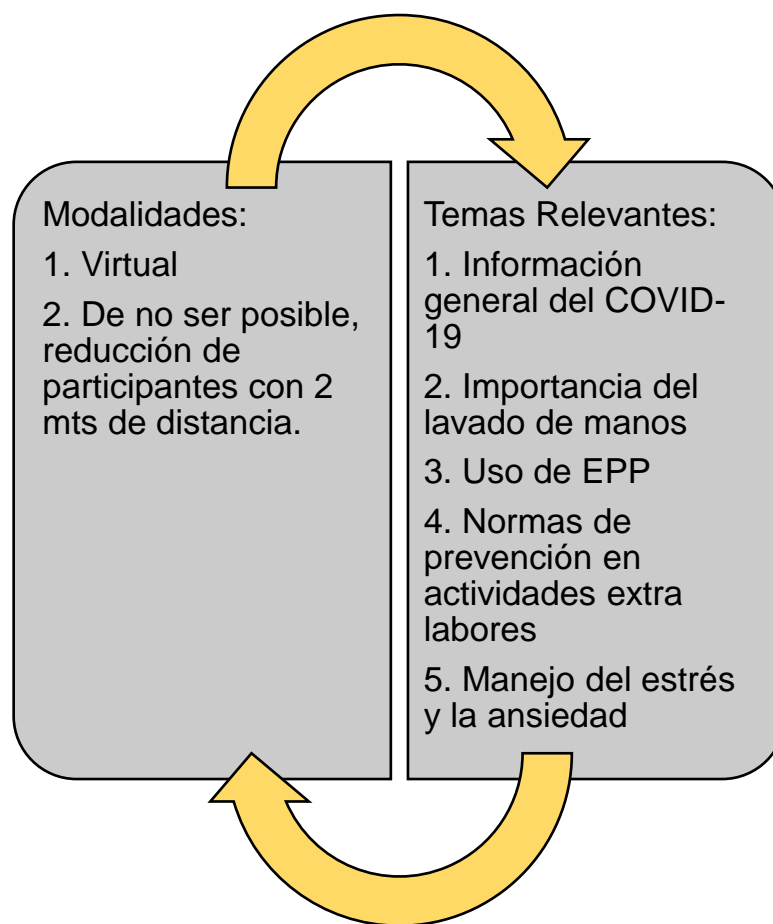 Modalidades:
1. Virtual
2. De no ser posible,
reducción de
participantes con 2
mts de distancia.
Temas Relevantes:
1. Información
general del COVID-
19
2. Importancia del
lavado de manos
3. Uso de EPP
4. Normas de
prevención en
actividades extra
labores
5. Manejo del estrés
y la ansiedad